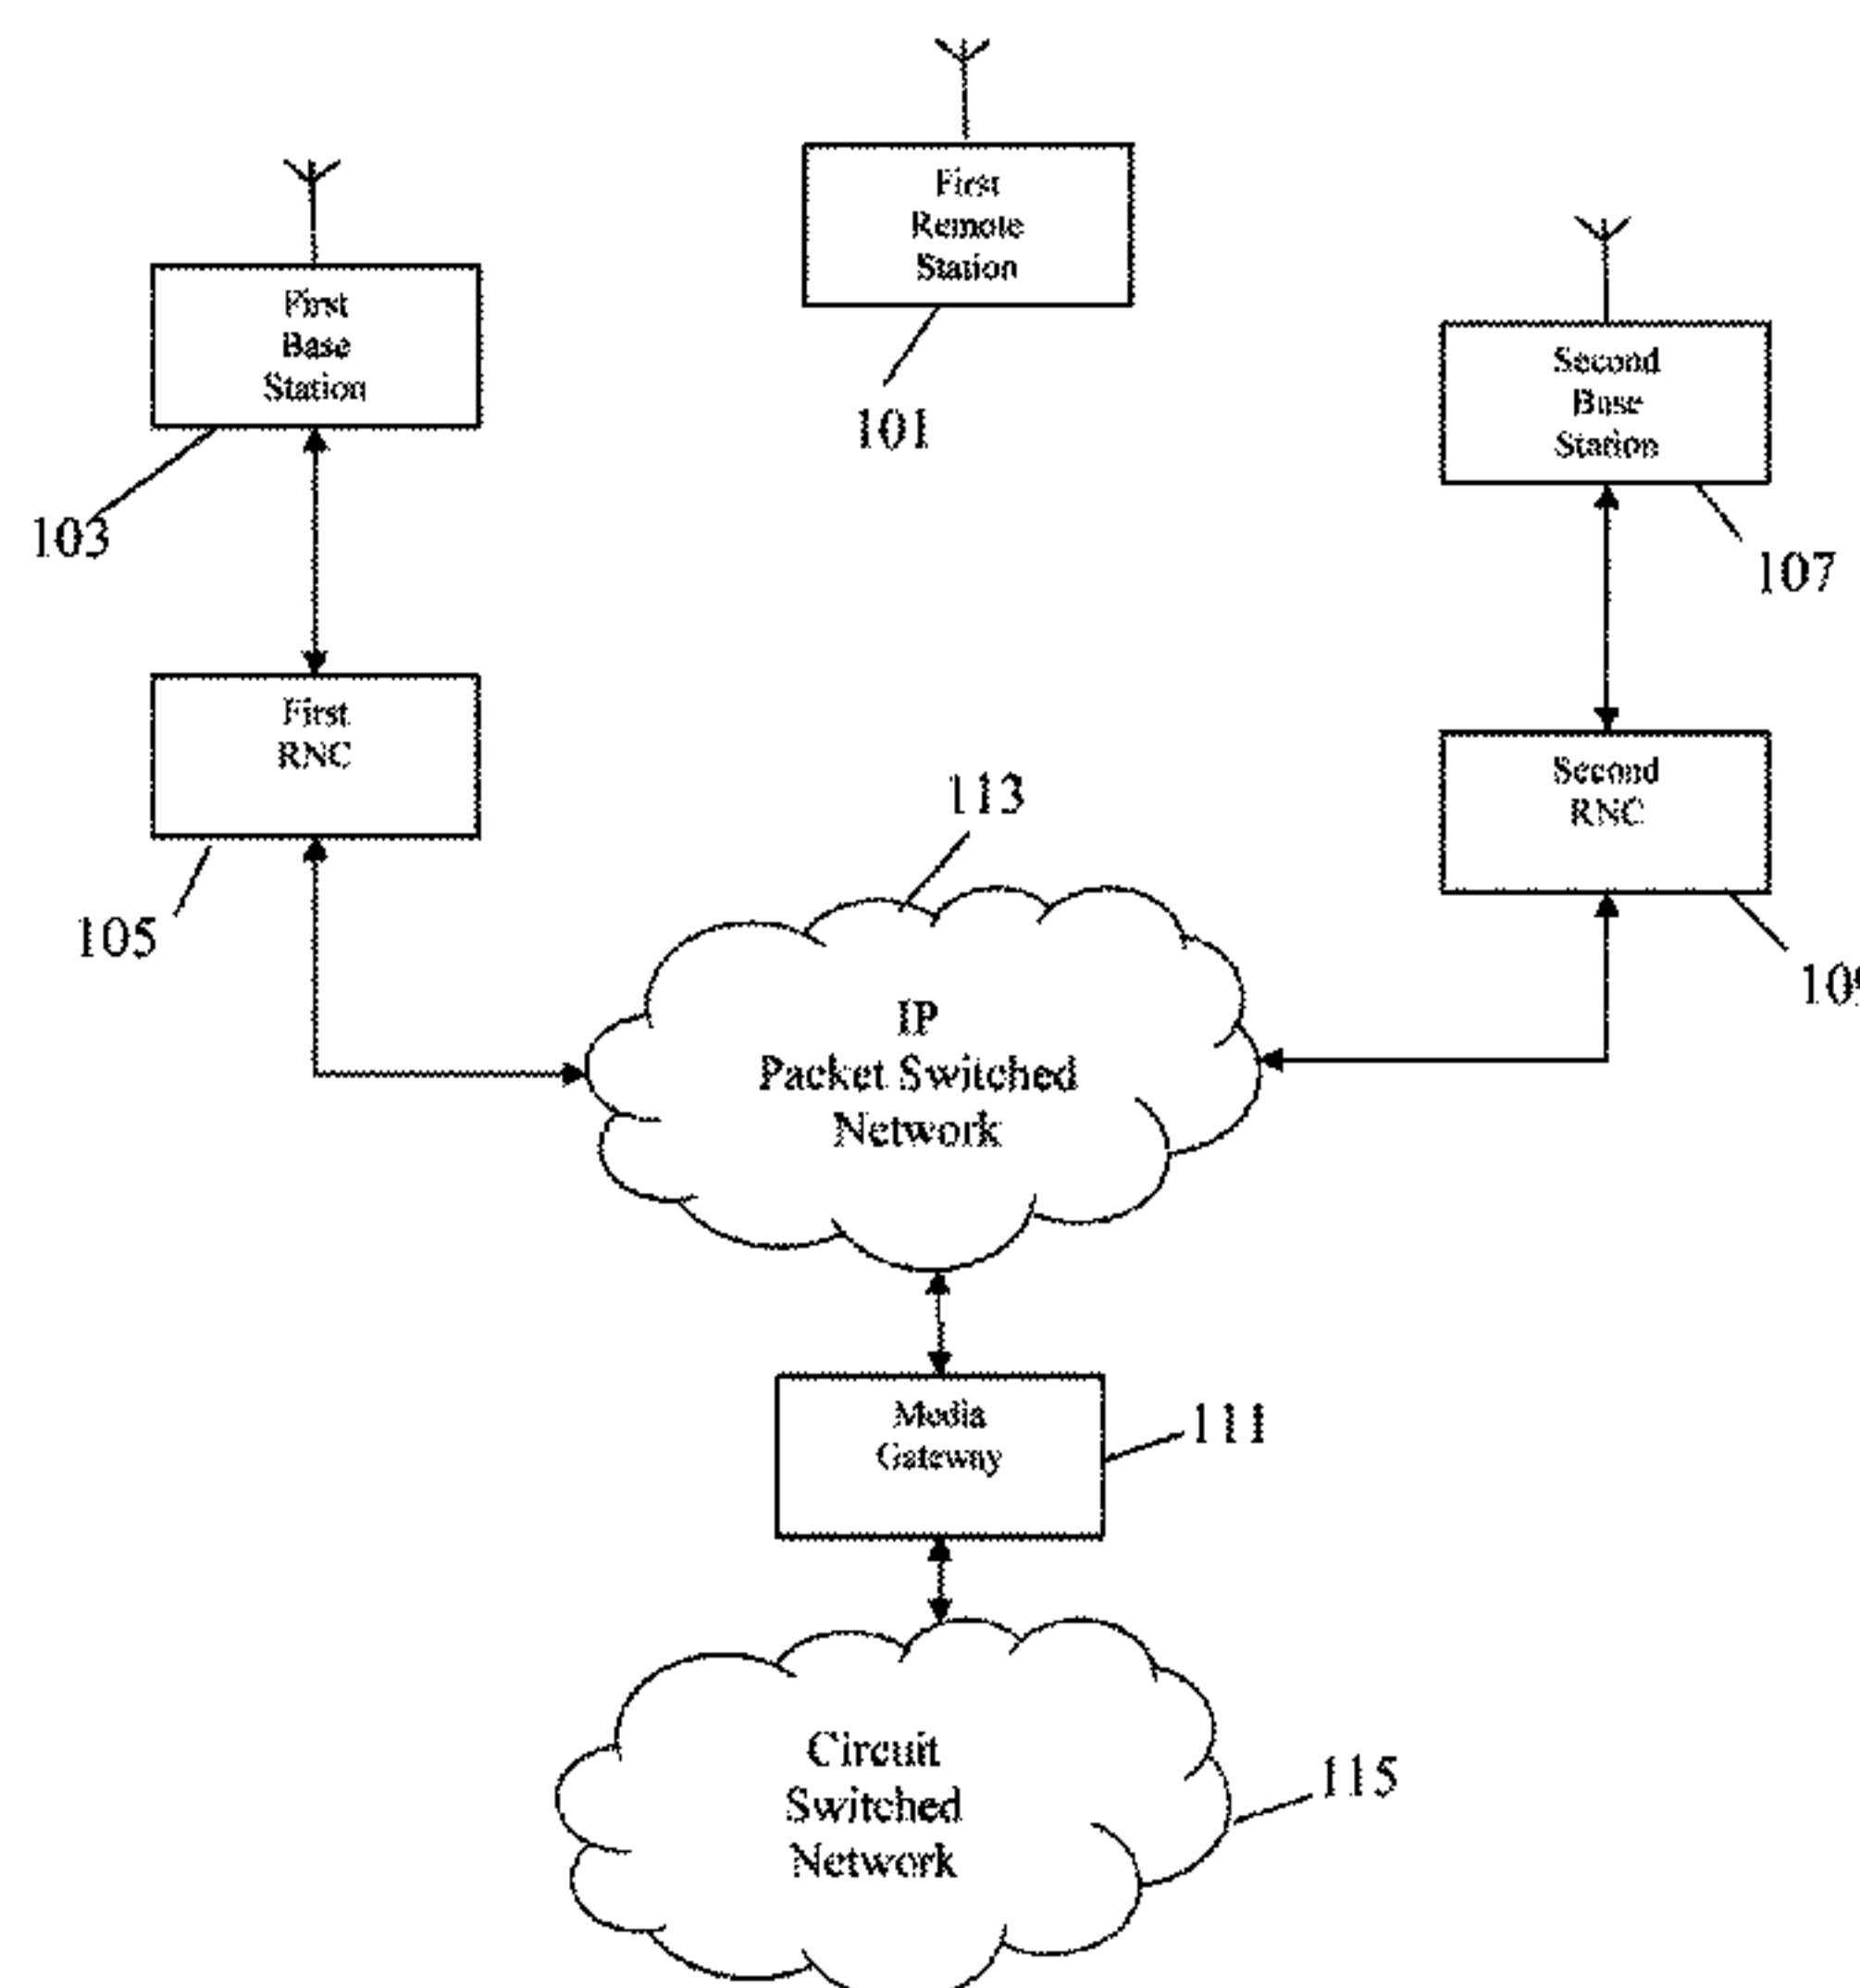 First
Remote
Station
101
First
Base
Station
103
Second
Base
Station
107
First
RNC
105
Second
RNC
109
113
IP
Packet Switched
Network
Media
Gateway
111
Circuit
Switched
Network
115